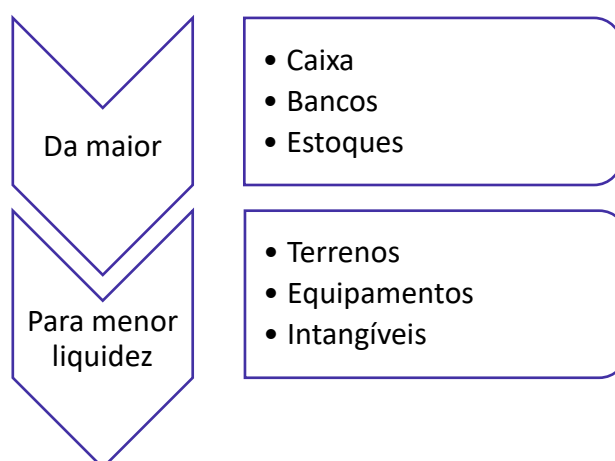 Da maior
• Caixa
• Bancos
• Estoques
Para menor
liquidez
• Terrenos
• Equipamentos
• Intangíveis